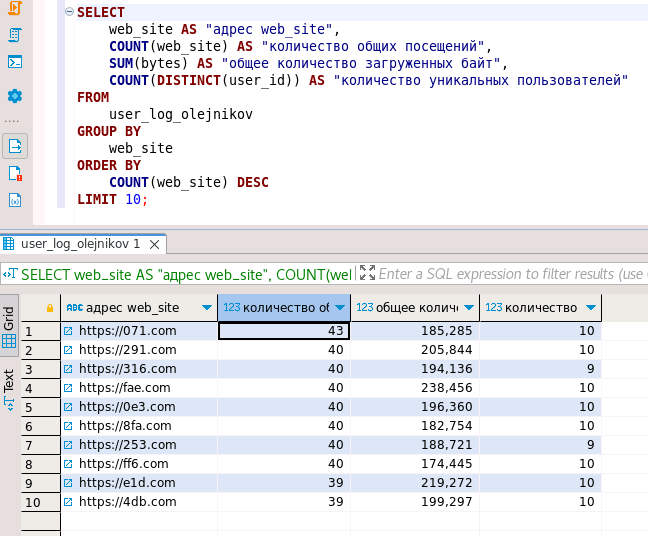 SELECT
web_site AS "адрес web_site",
COUNT(web_site) AS "количество общих посещений",
SUM(bytes) AS "общее количество загруженных байт",
COUNT(DISTINCT(user_id)) AS "количество уникальных пользователей"
FROM
user_log_olejnikov
GROUP BY
web_site
ORDER BY
COUNT(web_site) DESC
LIMIT 10;
user_log_olejnikov 1
SELECT web_site AS "адрес web_site", COUNT(wel Enter a SQL expression to filter results (use C
Grid
Text
ABC адрес web_site 123 количество об 123 общее количе 123 количество
1 https://071.com 43 185,285 10
2 https://291.com 40 205,844 10
3 https://316.com 40 194,136 9
4 https://fae.com 40 238,456 10
5 https://0e3.com 40 196,360 10
6 https://8fa.com 40 182,754 10
7 https://253.com 40 188,721 9
8 https://ff6.com 40 174,445 10
9 https://e1d.com 39 219,272 10
10 https://4db.com 39 199,297 10